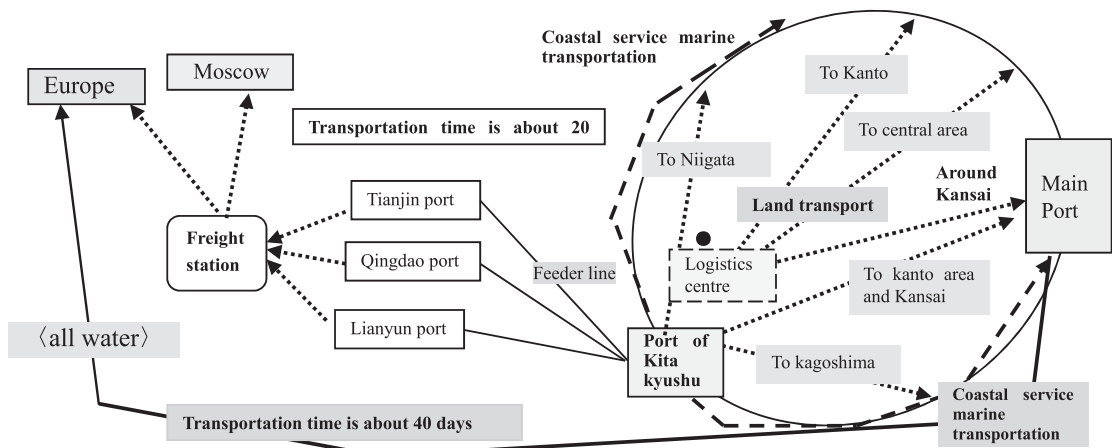 Coastal service marine
transportation
Europe
Moscow
To Kanto
Transportation time is about 20
To central area
To Niigata
Around
Kansai
Main
Port
Tianjin port
Land transport
Freight
station
Qingdao port
Feeder line
Logistics
centre
To kanto area
and Kansai
〈all water〉
Lianyun port
Port of
Kita
kyushu
To kagoshima
Coastal service
marine
transportation
Transportation time is about 40 days